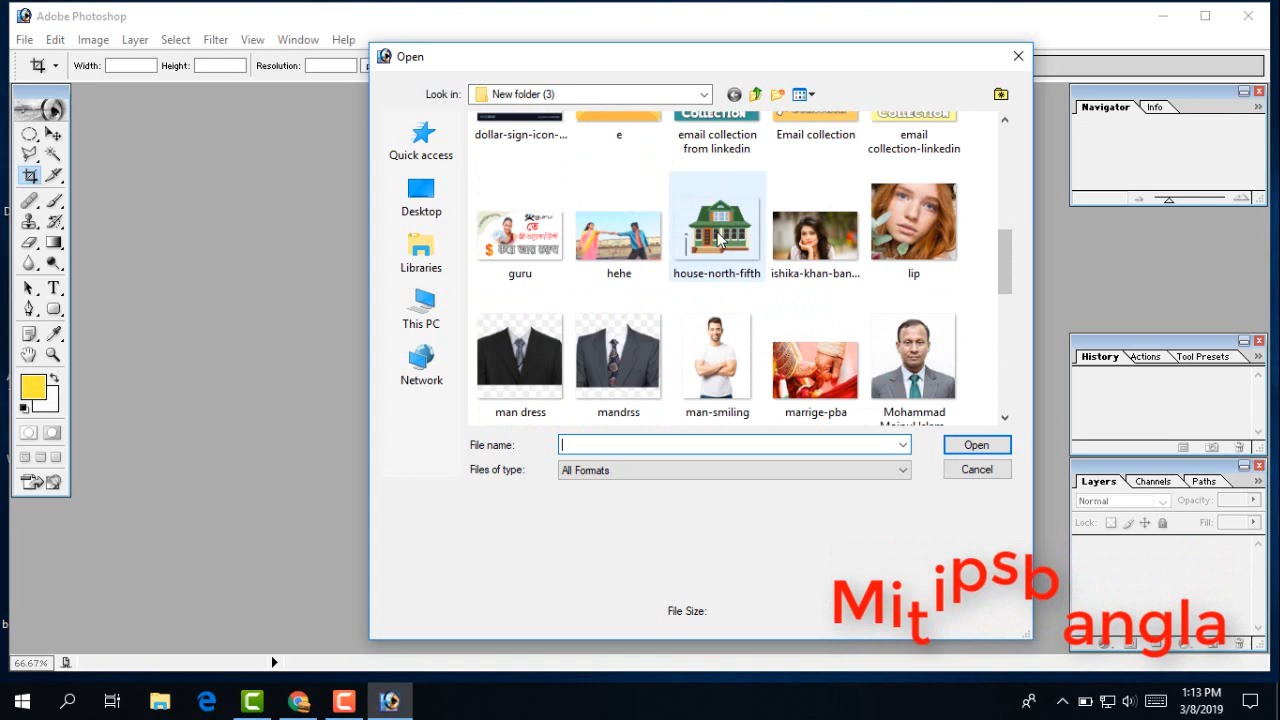 Adobe Photoshop
File Edit Image Layer Select Filter View Window Help
Width: Height: Resolution:
Open
Look in: New folder (3)
Navigator Info
Quick access
Desktop
Libraries
This PC
Network
dollar-sign-icon-... e email collection from linkedin Email collection email collection-linkedin
guru
তে
$
guru hehe house-north-fifth ishika-khan-ban... lip
man dress mandrss man-smiling marrige-pba Mohammad
File name: Open
Files of type: All Formats Cancel
File Size:
History Actions Tool Presets
Layers Channels Paths
Normal Opacity:
Lock: Fill:
Mitipsbangla
66.67%
1:13 PM
3/8/2019